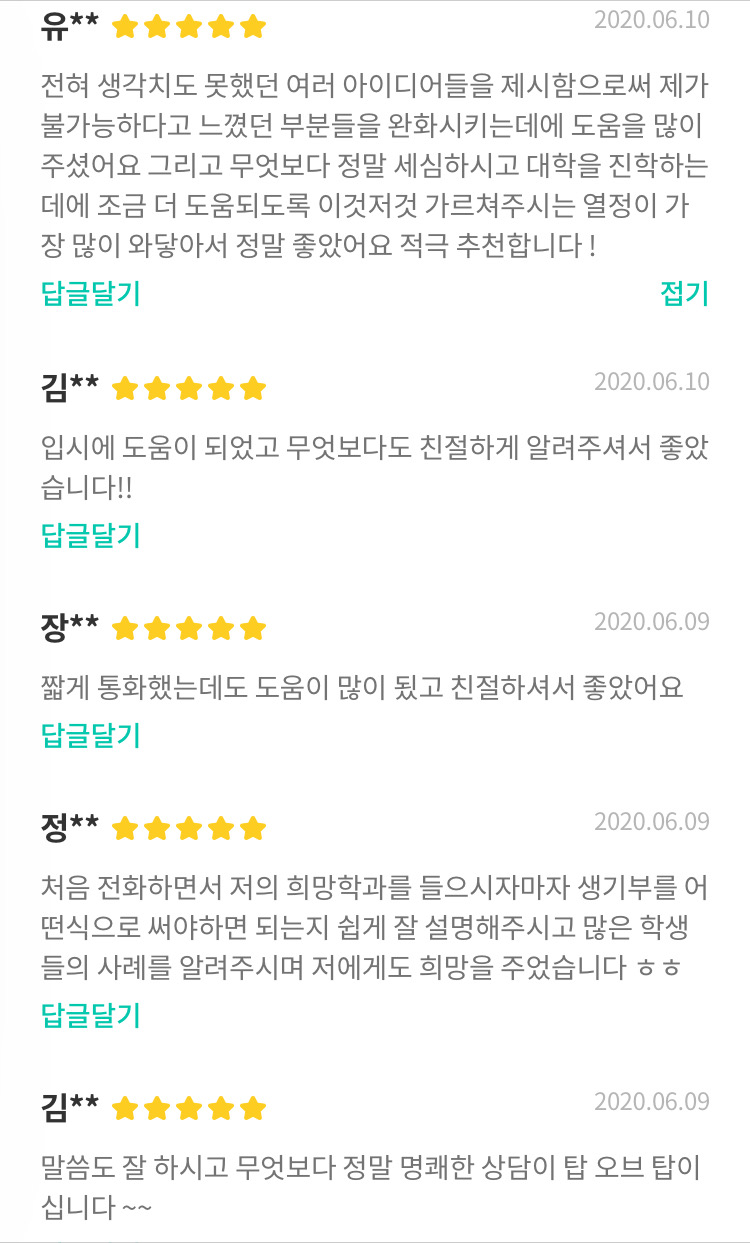 유**
2020.06.10
전혀 생각치도 못했던 여러 아이디어들을 제시함으로써 제가
불가능하다고 느꼈던 부분들을 완화시키는데에 도움을 많이
주셨어요 그리고 무엇보다 정말 세심하시고 대학을 진학하는
데에 조금 더 도움되도록 이것저것 가르쳐주시는 열정이 가
장 많이 와닿아서 정말 좋았어요 적극 추천합니다 !
답글달기
접기
김**
2020.06.10
입시에 도움이 되었고 무엇보다도 친절하게 알려주셔서 좋았
습니다!!
답글달기
장**
2020.06.09
짧게 통화했는데도 도움이 많이 됬고 친절하셔서 좋았어요
답글달기
정**
2020.06.09
처음 전화하면서 저의 희망학과를 들으시자마자 생기부를 어
떤식으로 써야하면 되는지 쉽게 잘 설명해주시고 많은 학생
들의 사례를 알려주시며 저에게도 희망을 주었습니다 ㅎㅎ
답글달기
김**
2020.06.09
말씀도 잘 하시고 무엇보다 정말 명쾌한 상담이 탑 오브 탑이
십니다 ~~